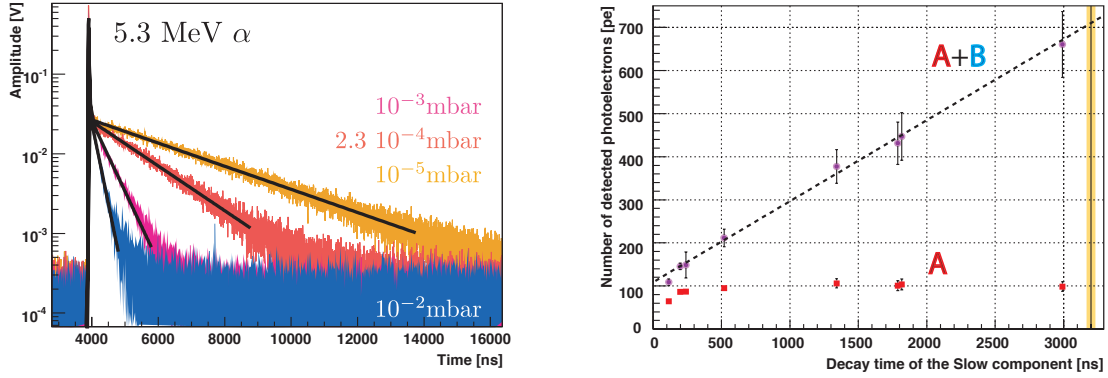 Amplitude [V]
5.3 MeV α
10⁻³mbar
2.3 10⁻⁴mbar
10⁻⁵mbar
10⁻²mbar
10⁻¹
10⁻²
10⁻³
10⁻⁴
4000 6000 8000 10000 12000 14000 16000
Time [ns]
Number of detected photoelectrons [pe]
700
600
500
400
300
200
100
0
A+B
A
0 500 1000 1500 2000 2500 3000
Decay time of the Slow component [ns]